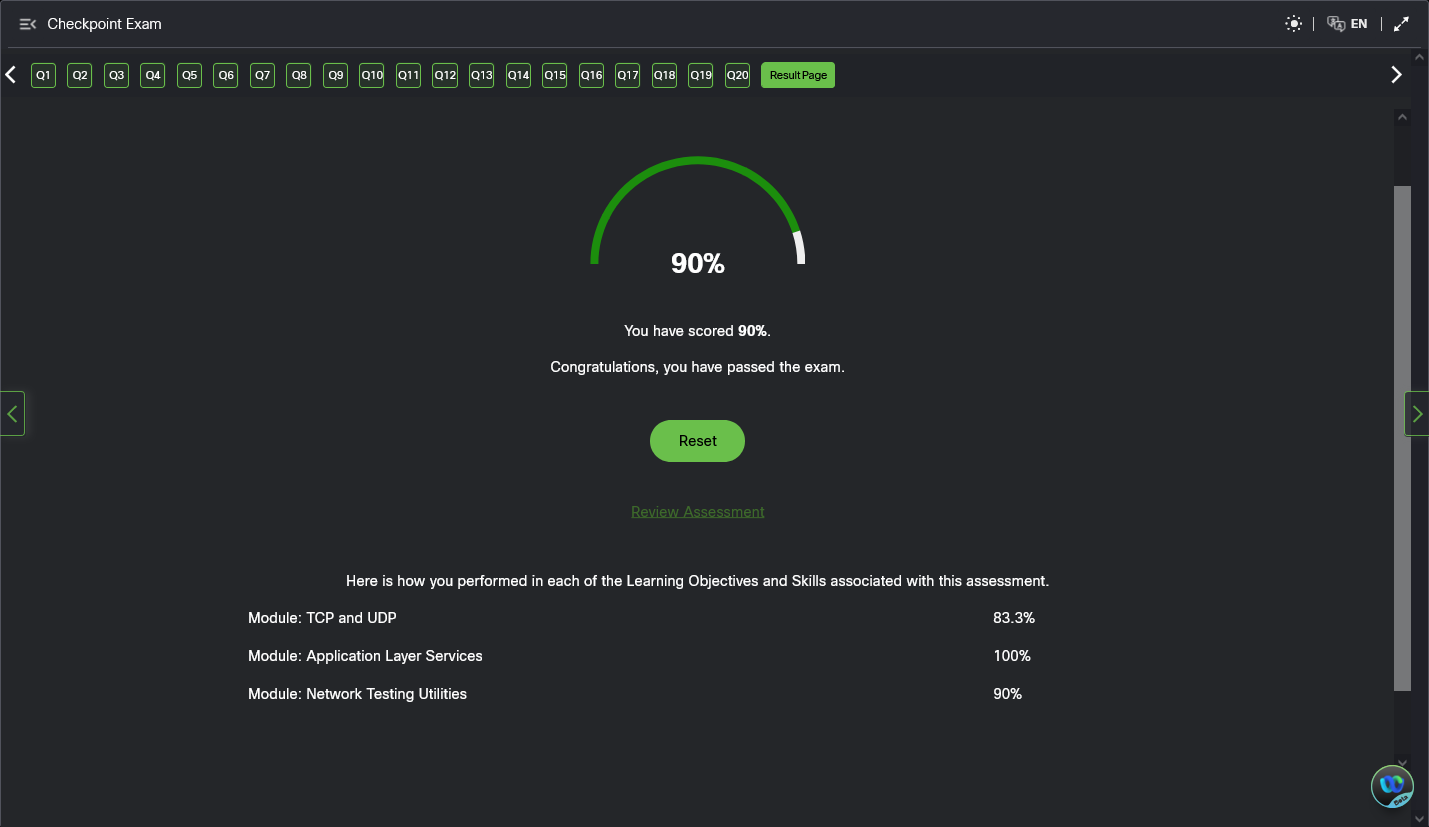 Checkpoint Exam
EN
Q1 Q2 Q3 Q4 Q5 Q6 Q7 Q8 Q9 Q10 Q11 Q12 Q13 Q14 Q15 Q16 Q17 Q18 Q19 Q20 Result Page
90%
You have scored 90%.
Congratulations, you have passed the exam.
Reset
Review Assessment
Here is how you performed in each of the Learning Objectives and Skills associated with this assessment.
Module: TCP and UDP 83.3%
Module: Application Layer Services 100%
Module: Network Testing Utilities 90%
Beta